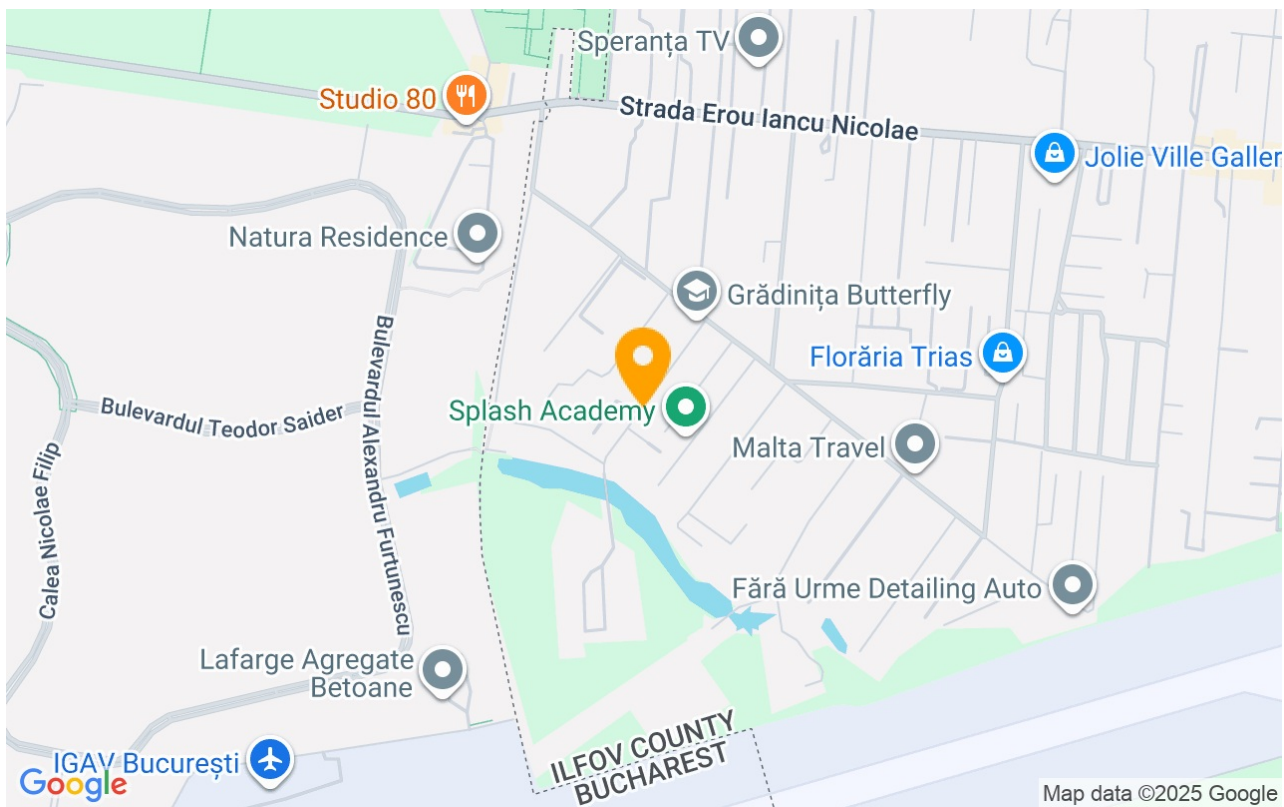 Speranța TV
Studio 80
Strada Erou Iancu Nicolae
Jolie Ville Galler
Natura Residence
Grădinița Butterfly
Bulevardul Alexandru Furtunescu
Florăria Trias
Bulevardul Teodor Saider
Splash Academy
Calea Nicolae Filip
Malta Travel
Fără Urme Detailing Auto
Lafarge Agregate
Betoane
ILFOV COUNTY
BUCHAREST
IGAV București
Google
Map data ©2025 Google